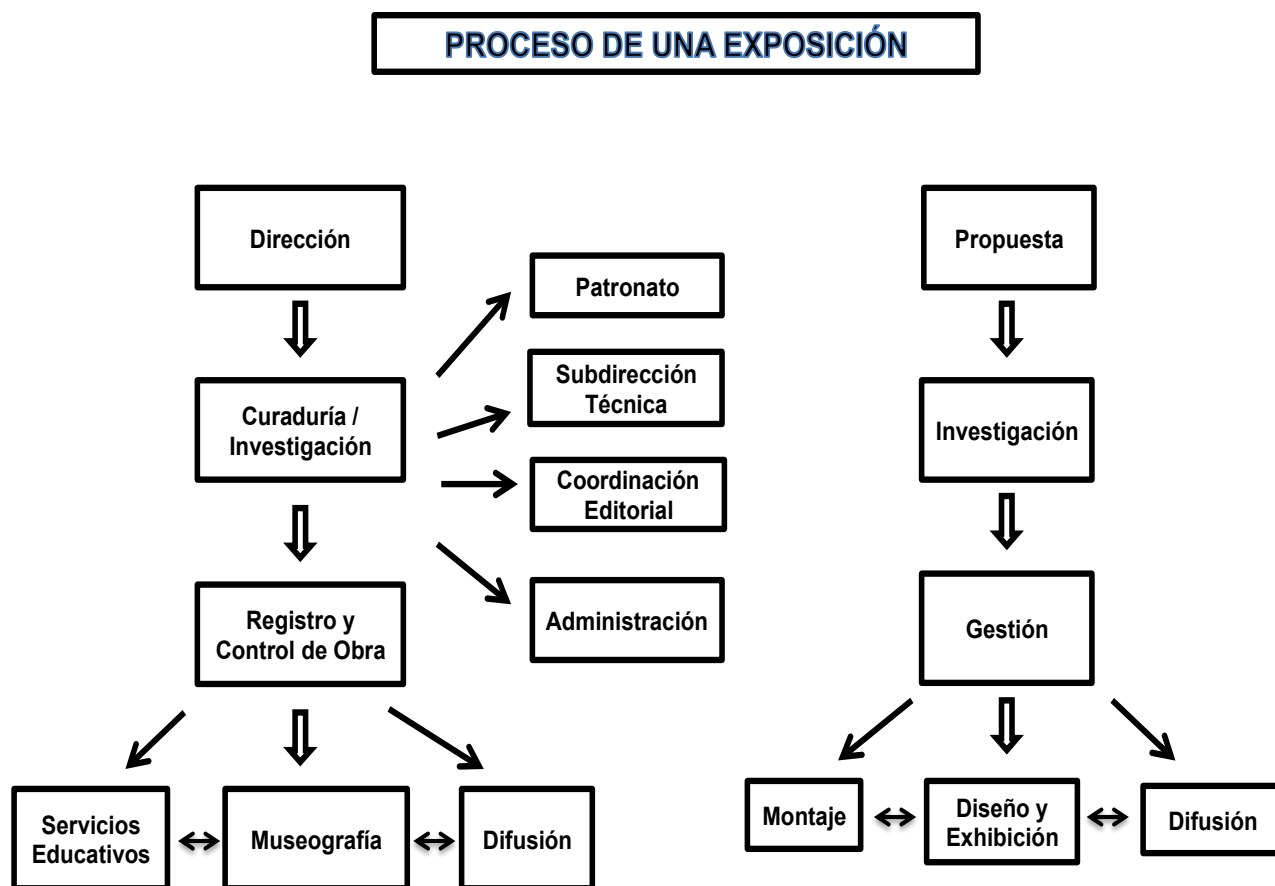 PROCESO DE UNA EXPOSICIÓN
Dirección
Curaduría /
Investigación
Registro y
Control de Obra
Servicios
Educativos
Museografía
Difusión
Patronato
Subdirección
Técnica
Coordinación
Editorial
Administración
Propuesta
Investigación
Gestión
Montaje
Diseño y
Exhibición
Difusión